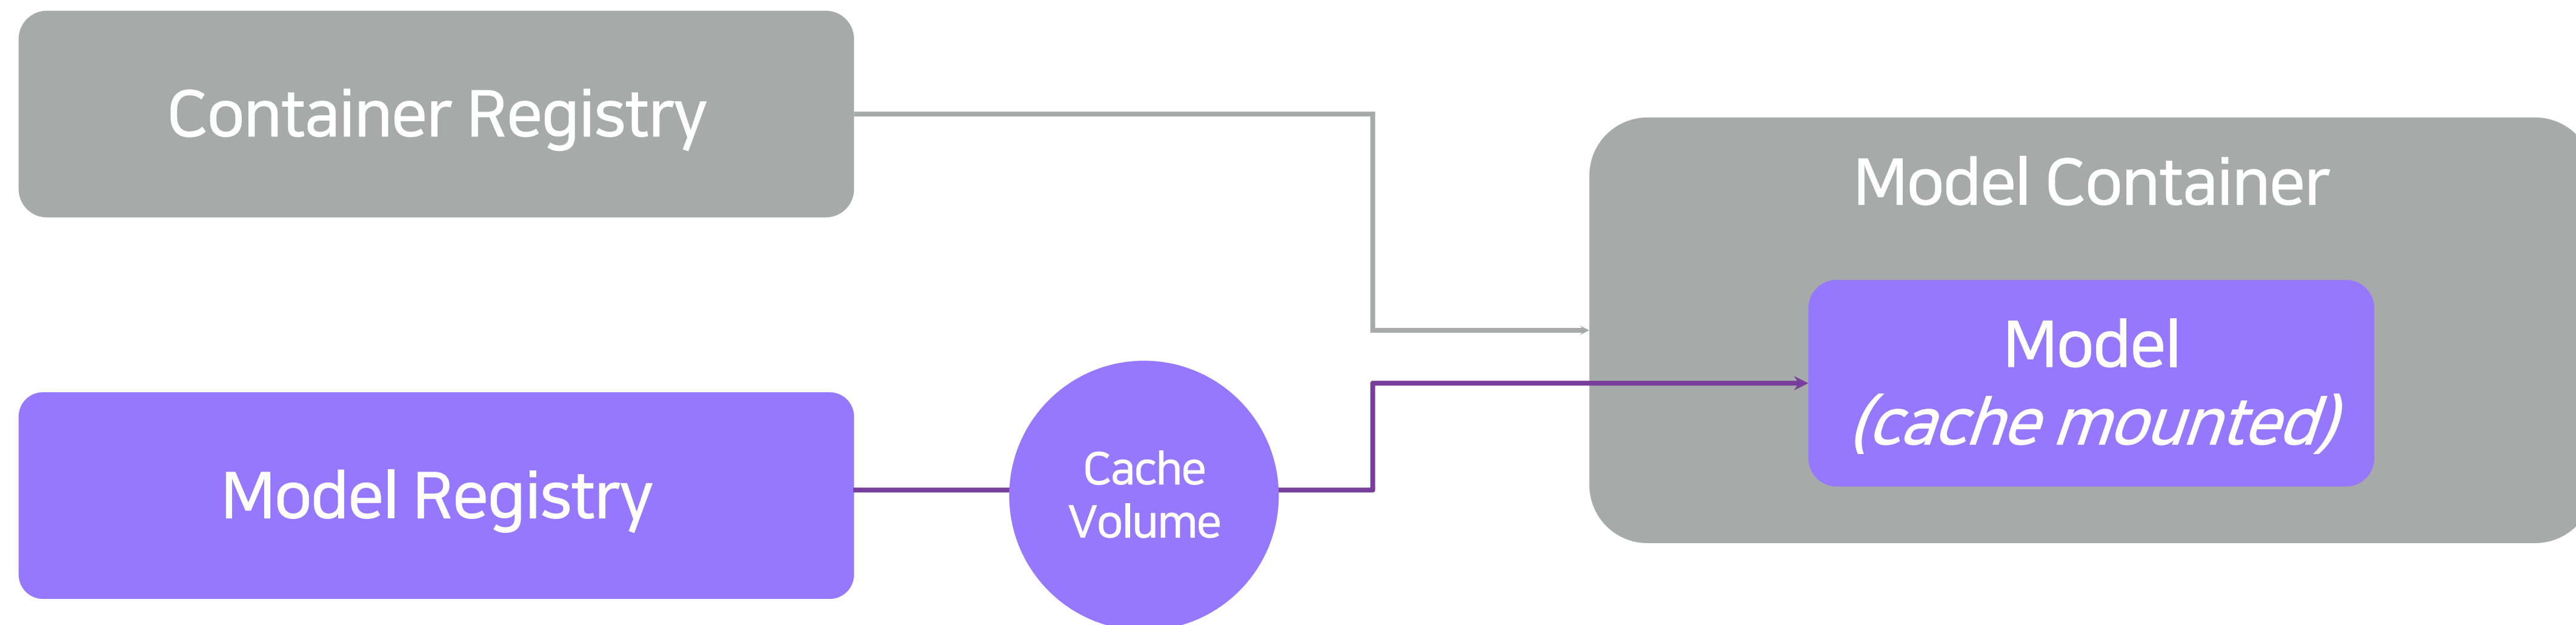 Container Registry
Model Container
Model
(cache mounted)
Model Registry
Cache
Volume